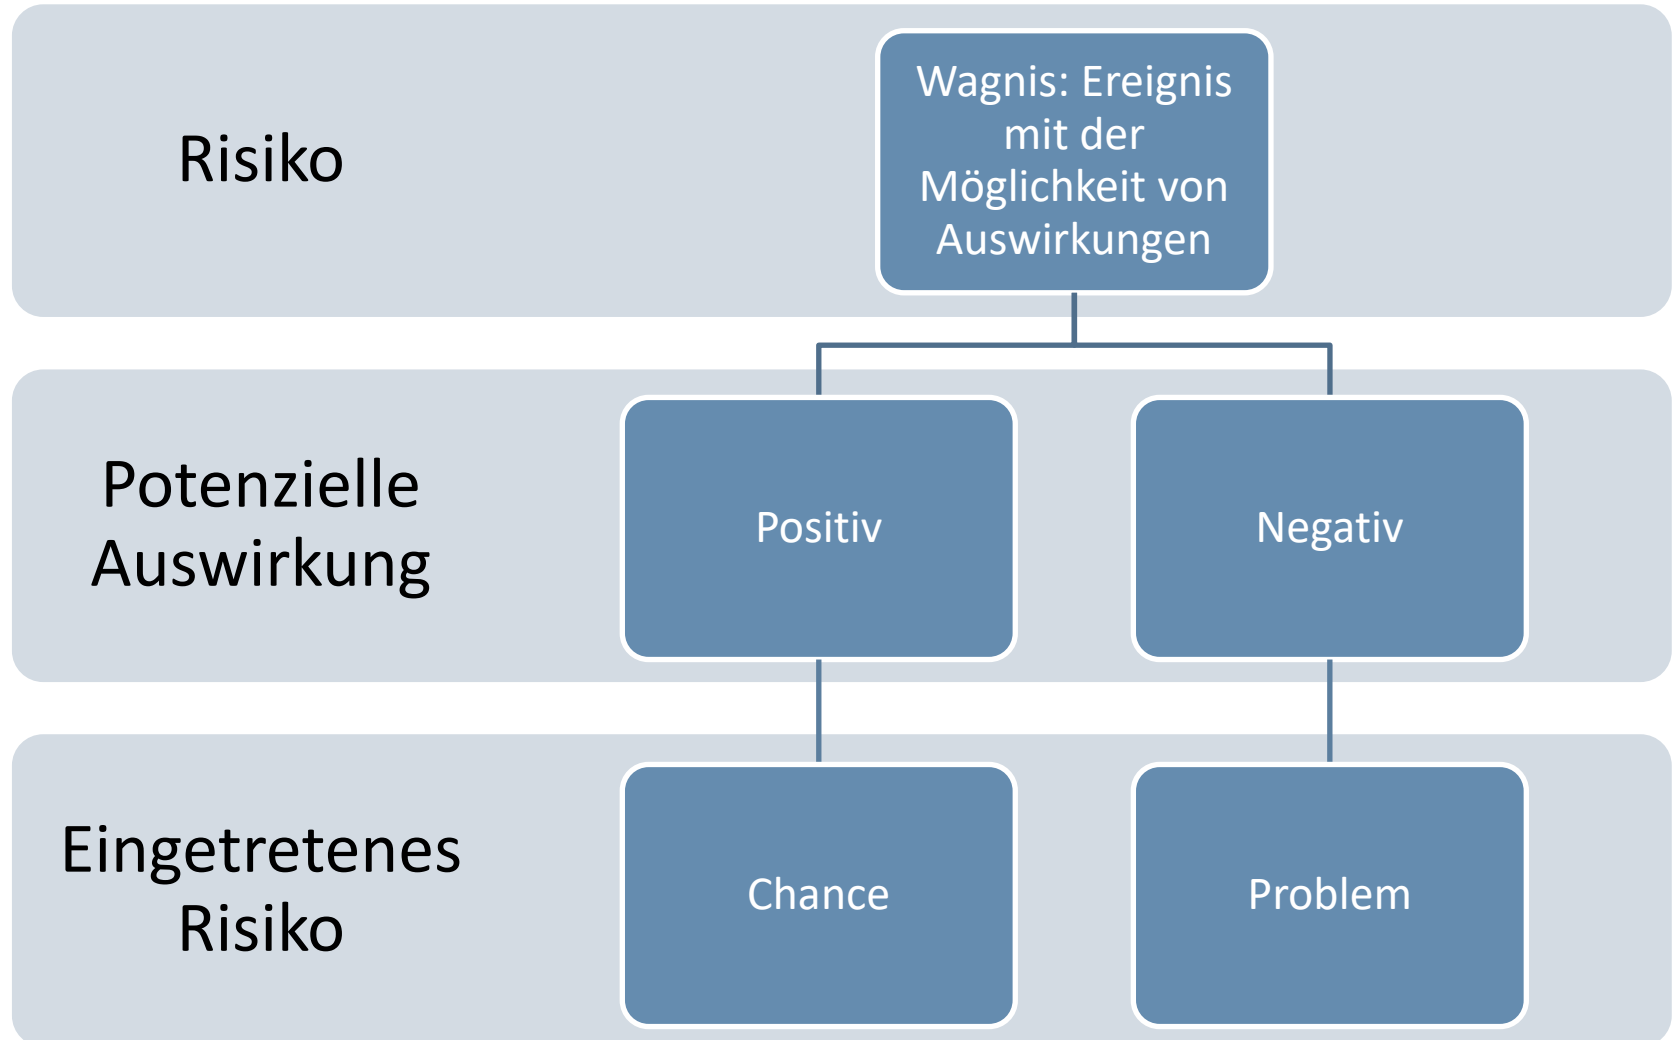 Risiko
Wagnis: Ereignis
mit der
Möglichkeit von
Auswirkungen
Potenzielle
Auswirkung
Positiv
Negativ
Eingetretenes
Risiko
Chance
Problem